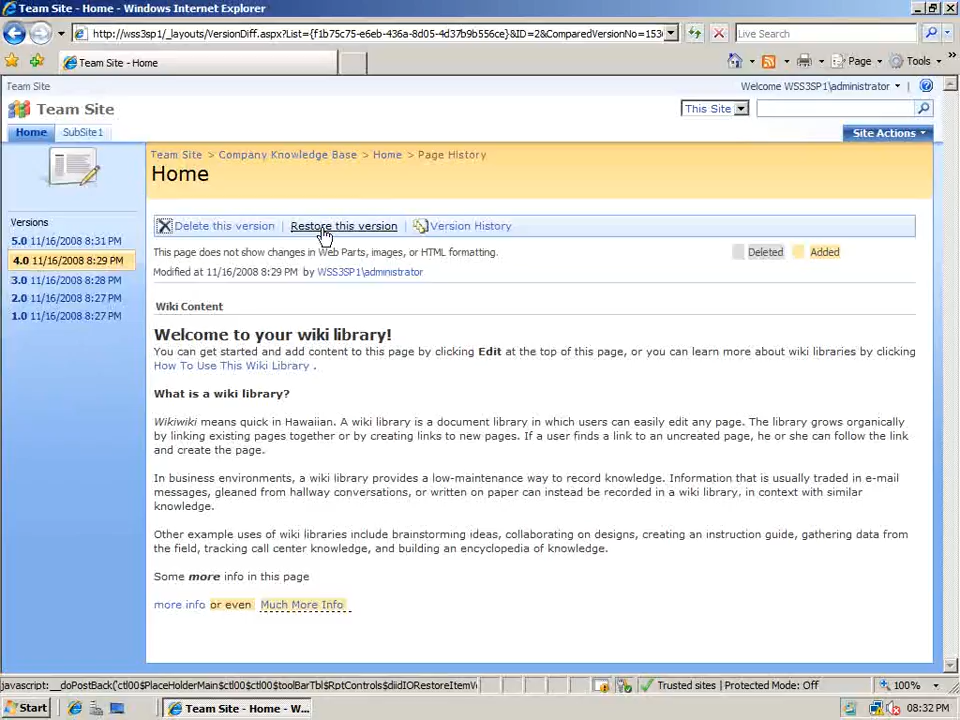 Team Site - Home - Windows Internet Explorer
http://wss3sp1/_layouts/VersionDiff.aspx?List={f1b75c75-e6eb-436a-8d05-4d37b9b556ce}&ID=2&ComparedVersionNo=153
Live Search
Team Site - Home
Page
Tools
Team Site
Welcome WSS3SP1\administrator
Team Site
This Site
Home
SubSite1
Site Actions
Team Site > Company Knowledge Base > Home > Page History
Home
Versions
5.0 11/16/2008 8:31 PM
4.0 11/16/2008 8:29 PM
3.0 11/16/2008 8:28 PM
2.0 11/16/2008 8:27 PM
1.0 11/16/2008 8:27 PM
Delete this version | Restore this version | Version History
This page does not show changes in Web Parts, images, or HTML formatting.
Deleted
Added
Modified at 11/16/2008 8:29 PM by WSS3SP1\administrator
Wiki Content
Welcome to your wiki library!
You can get started and add content to this page by clicking Edit at the top of this page, or you can learn more about wiki libraries by clicking
How To Use This Wiki Library .
What is a wiki library?
Wikiwiki means quick in Hawaiian. A wiki library is a document library in which users can easily edit any page. The library grows organically
by linking existing pages together or by creating links to new pages. If a user finds a link to an uncreated page, he or she can follow the link
and create the page.
In business environments, a wiki library provides a low-maintenance way to record knowledge. Information that is usually traded in e-mail
messages, gleaned from hallway conversations, or written on paper can instead be recorded in a wiki library, in context with similar
knowledge.
Other example uses of wiki libraries include brainstorming ideas, collaborating on designs, creating an instruction guide, gathering data from
the field, tracking call center knowledge, and building an encyclopedia of knowledge.
Some more info in this page
more info or even Much More Info
javascript:__doPostBack('ctl00$PlaceHolderMain$ctl00$ctl00$toolBarTbl$RptControls$diidIORestoreItemV
Trusted sites | Protected Mode: Off
100%
Start
Team Site - Home - W...
08:32 PM